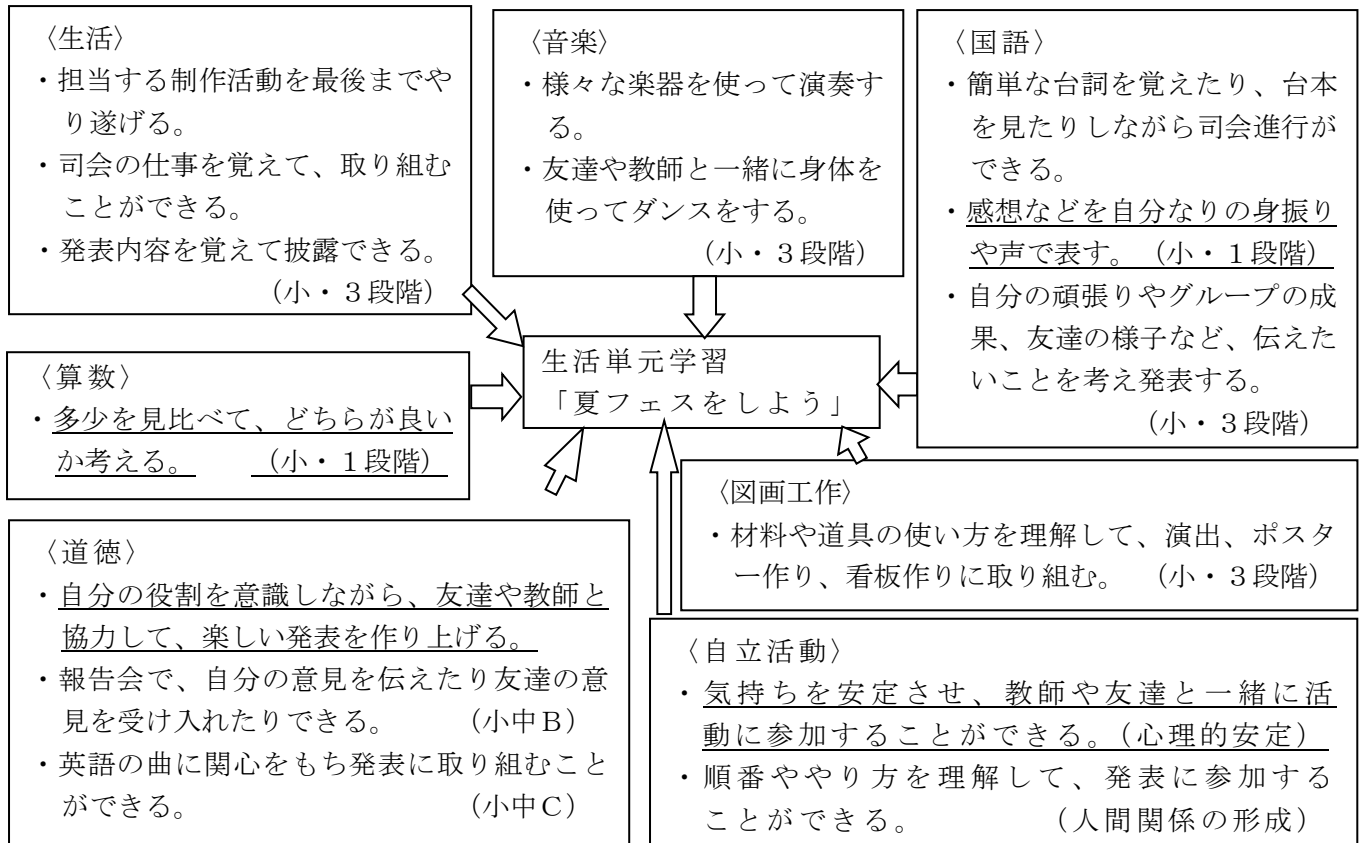 〈生活〉
・担当する制作活動を最後までや
り遂げる。
・司会の仕事を覚えて、取り組む
ことができる。
・発表内容を覚えて披露できる。
（小・３段階）
〈音楽〉
・様々な楽器を使って演奏す
る。
・友達や教師と一緒に身体を
使ってダンスをする。
（小・３段階）
〈国語〉
・簡単な台詞を覚えたり、台本
を見たりしながら司会進行が
できる。
・感想などを自分なりの身振り
や声で表す。（小・１段階）
・自分の頑張りやグループの成
果、友達の様子など、伝えた
いことを考え発表する。
（小・３段階）
〈算数〉
・多少を見比べて、どちらが良い
か考える。　（小・１段階）
生活単元学習
「夏フェスをしよう」
〈図画工作〉
・材料や道具の使い方を理解して、演出、ポスタ
ー作り、看板作りに取り組む。　（小・３段階）
〈道徳〉
・自分の役割を意識しながら、友達や教師と
協力して、楽しい発表を作り上げる。
・報告会で、自分の意見を伝えたり友達の意
見を受け入れたりできる。　（小中Ｂ）
・英語の曲に関心をもち発表に取り組むこと
ができる。　（小中Ｃ）
〈自立活動〉
・気持ちを安定させ、教師や友達と一緒に活
動に参加することができる。（心理的安定）
・順番ややり方を理解して、発表に参加する
ことができる。　（人間関係の形成）